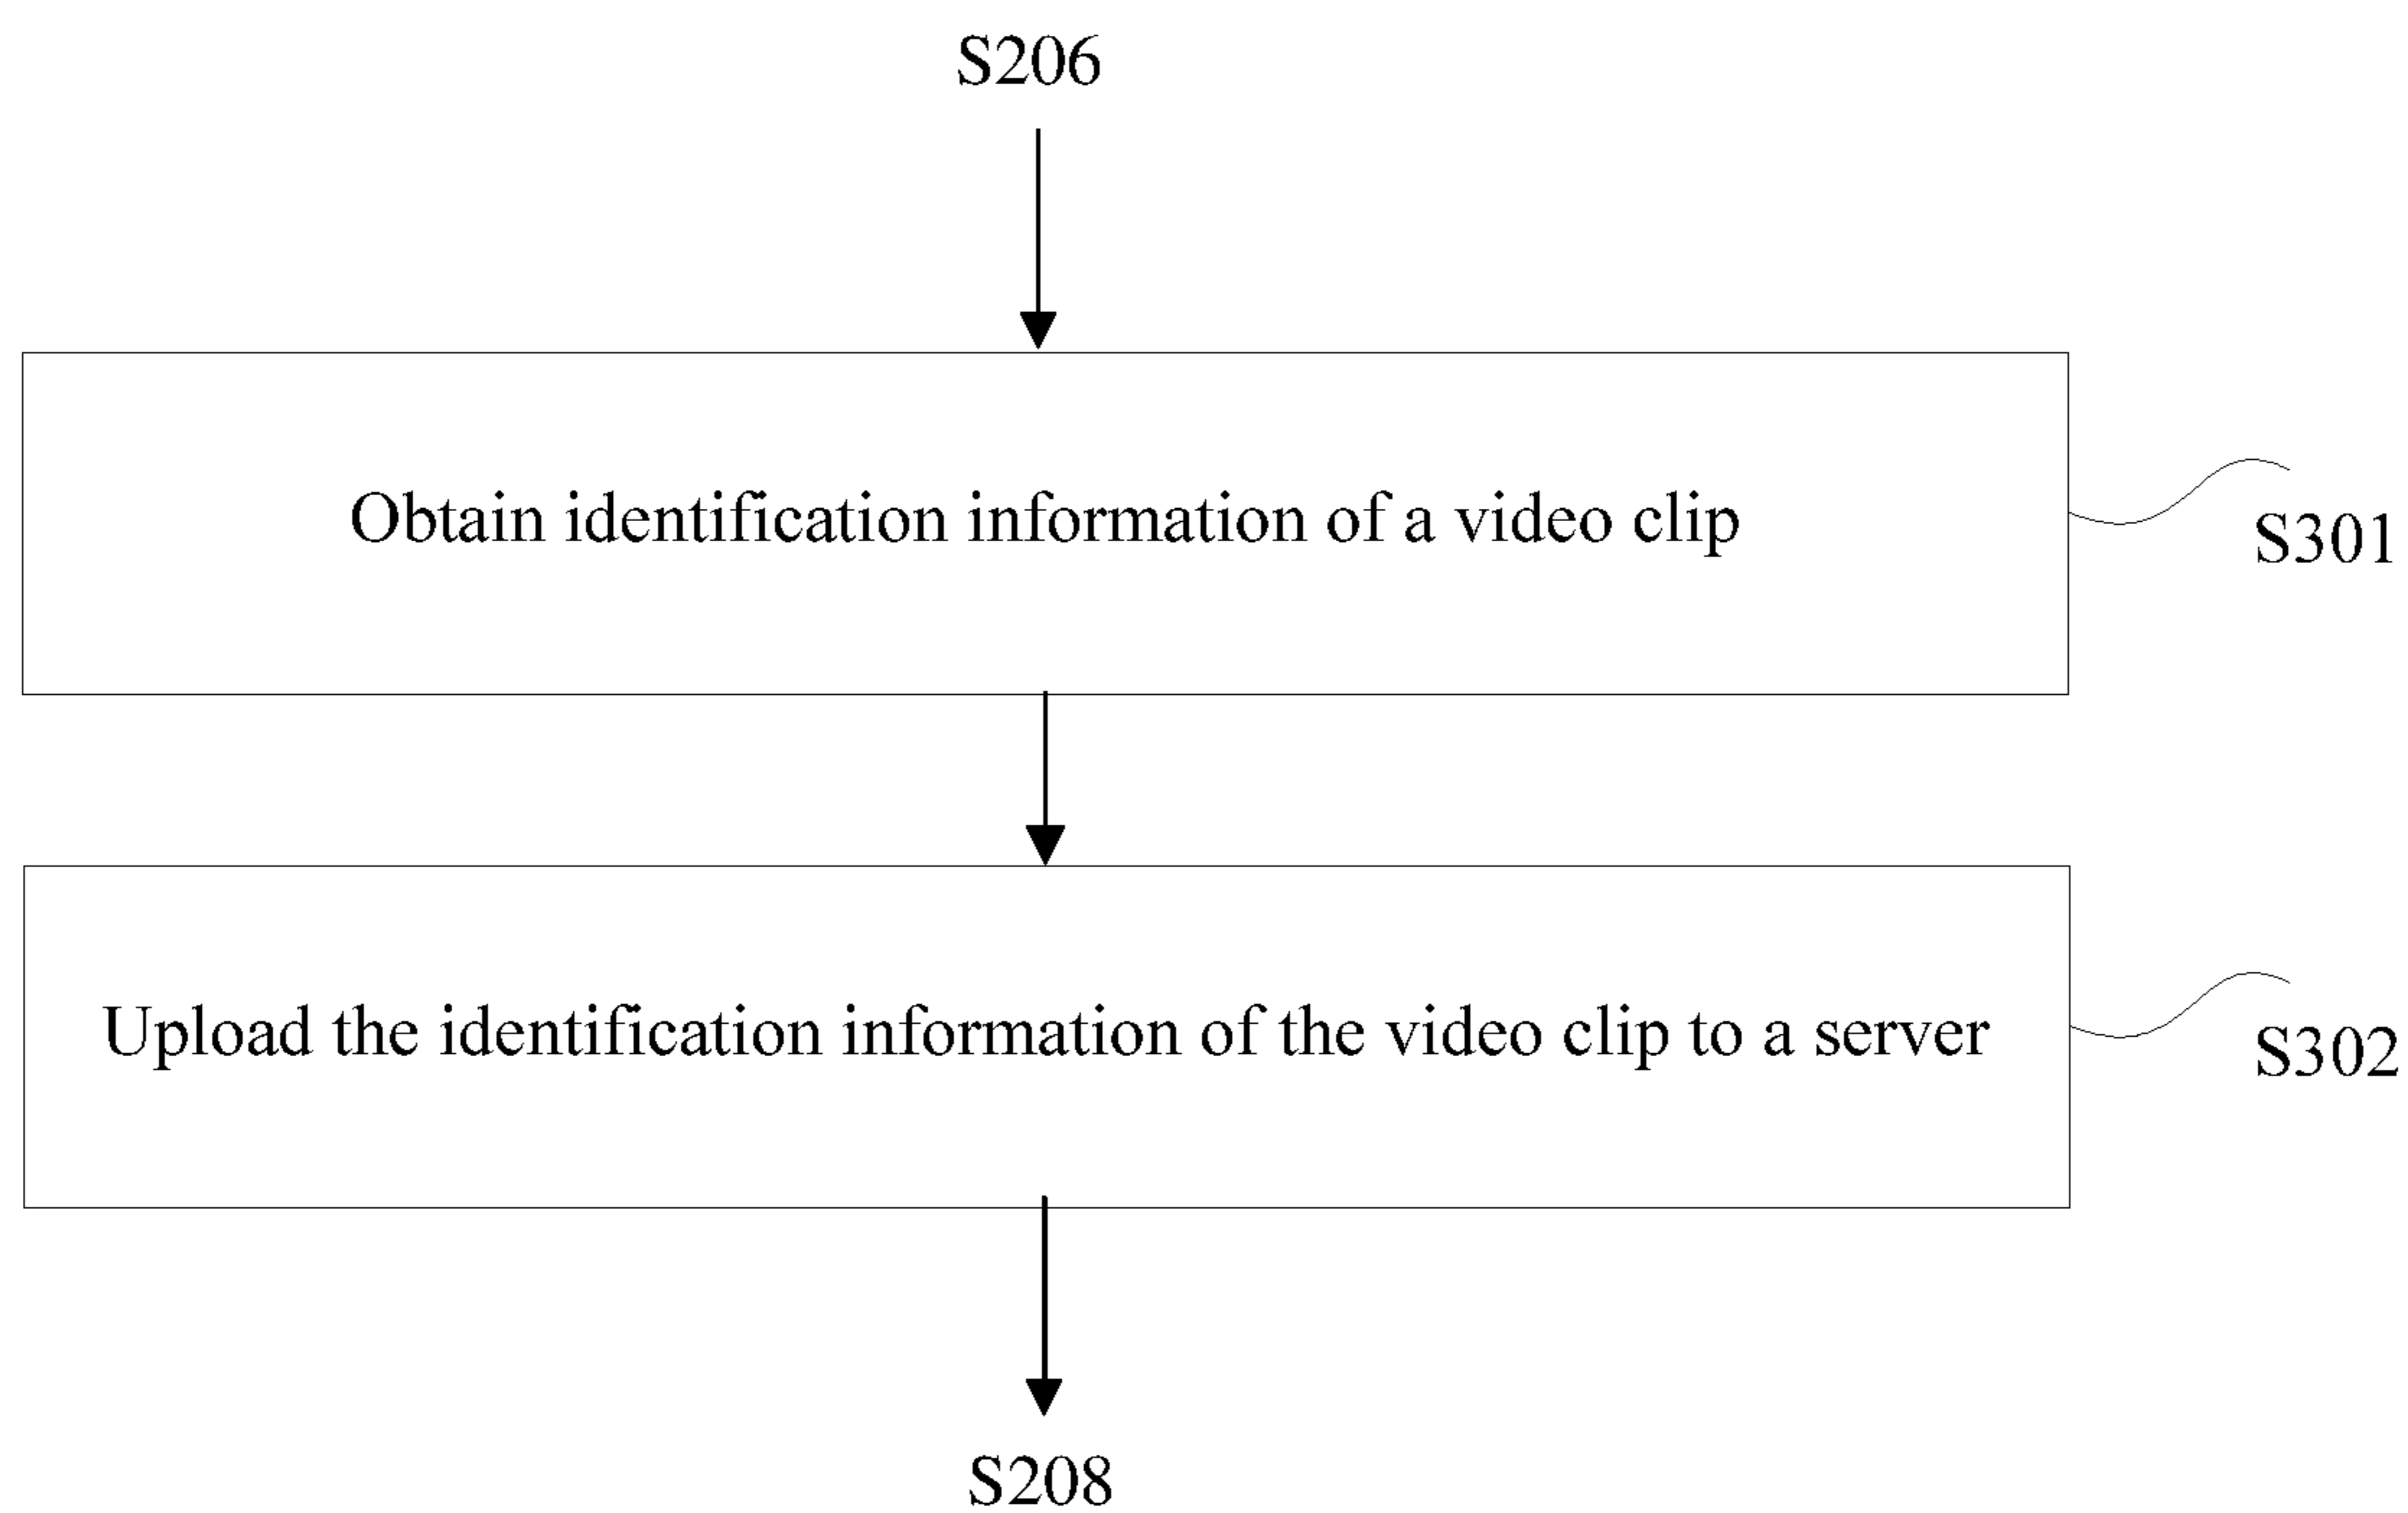 S206
Obtain identification information of a video clip
S301
Upload the identification information of the video clip to a server
S302
S208